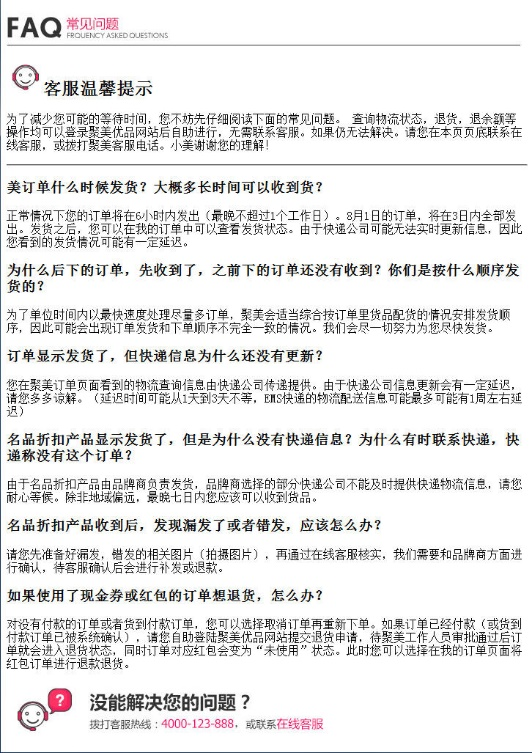 FAQ 常见问题
FRQUENCY ASKED QUESTIONS
客服温馨提示
为了减少您可能的等待时间，您不妨先仔细阅读下面的常见问题。 查询物流状态，退货，退余额等
操作均可以登录聚美优品网站后自助进行，无需联系客服。如果仍无法解决。请您在本页页底联系在
线客服，或拨打聚美客服电话。小美谢谢您的理解！
美订单什么时候发货？大概多长时间可以收到货？
正常情况下您的订单将在6小时内发出（最晚不超过1个工作日）。8月1日的订单，将在3日内全部发
出。发货之后，您可以在我的订单中可以查看发货状态。由于快递公司可能无法实时更新信息，因此
您看到的发货情况可能有一定延迟。
为什么后下的订单，先收到了，之前下的订单还没有收到？你们是按什么顺序发
货的？
为了单位时间内以最快速度处理尽量多订单，聚美会适当综合按订单里货品配货的情况安排发货顺
序，因此可能会出现订单发货和下单顺序不完全一致的情况。我们会尽一切努力为您尽快发货。
订单显示发货了，但快递信息为什么还没有更新？
您在聚美订单页面看到的物流查询信息由快递公司传递提供。由于快递公司信息更新会有一定延迟，
请您多多谅解。（延迟时间可能从1天到3天不等，EMS快递的物流配送信息可能最多可能有1周左右延
迟）
名品折扣产品显示发货了，但是为什么没有快递信息？为什么有时联系快递，快
递称没有这个订单？
由于名品折扣产品由品牌商负责发货，品牌商选择的部分快递公司不能及时提供快递物流信息，请您
耐心等候。除非地域偏远，最晚七日内您应该可以收到货品。
名品折扣产品收到后，发现漏发了或者错发，应该怎么办？
请您先准备好漏发，错发的相关图片（拍摄图片），再通过在线客服核实，我们需要和品牌商方面进
行确认，待客服确认后会进行补发或退款。
如果使用了现金券或红包的订单想退货，怎么办？
对没有付款的订单或者货到付款订单，您可以选择取消订单再重新下单。如果订单已经付款（或货到
付款订单已被系统确认），请您自助登陆聚美优品网站提交退货申请，待聚美工作人员审批通过后订
单就会进入退货状态，同时订单对应红包会变为“未使用”状态。此时您可以选择在我的订单页面将
红包订单进行退款退货。
?
没能解决您的问题？
拨打客服热线：4000-123-888，或联系在线客服